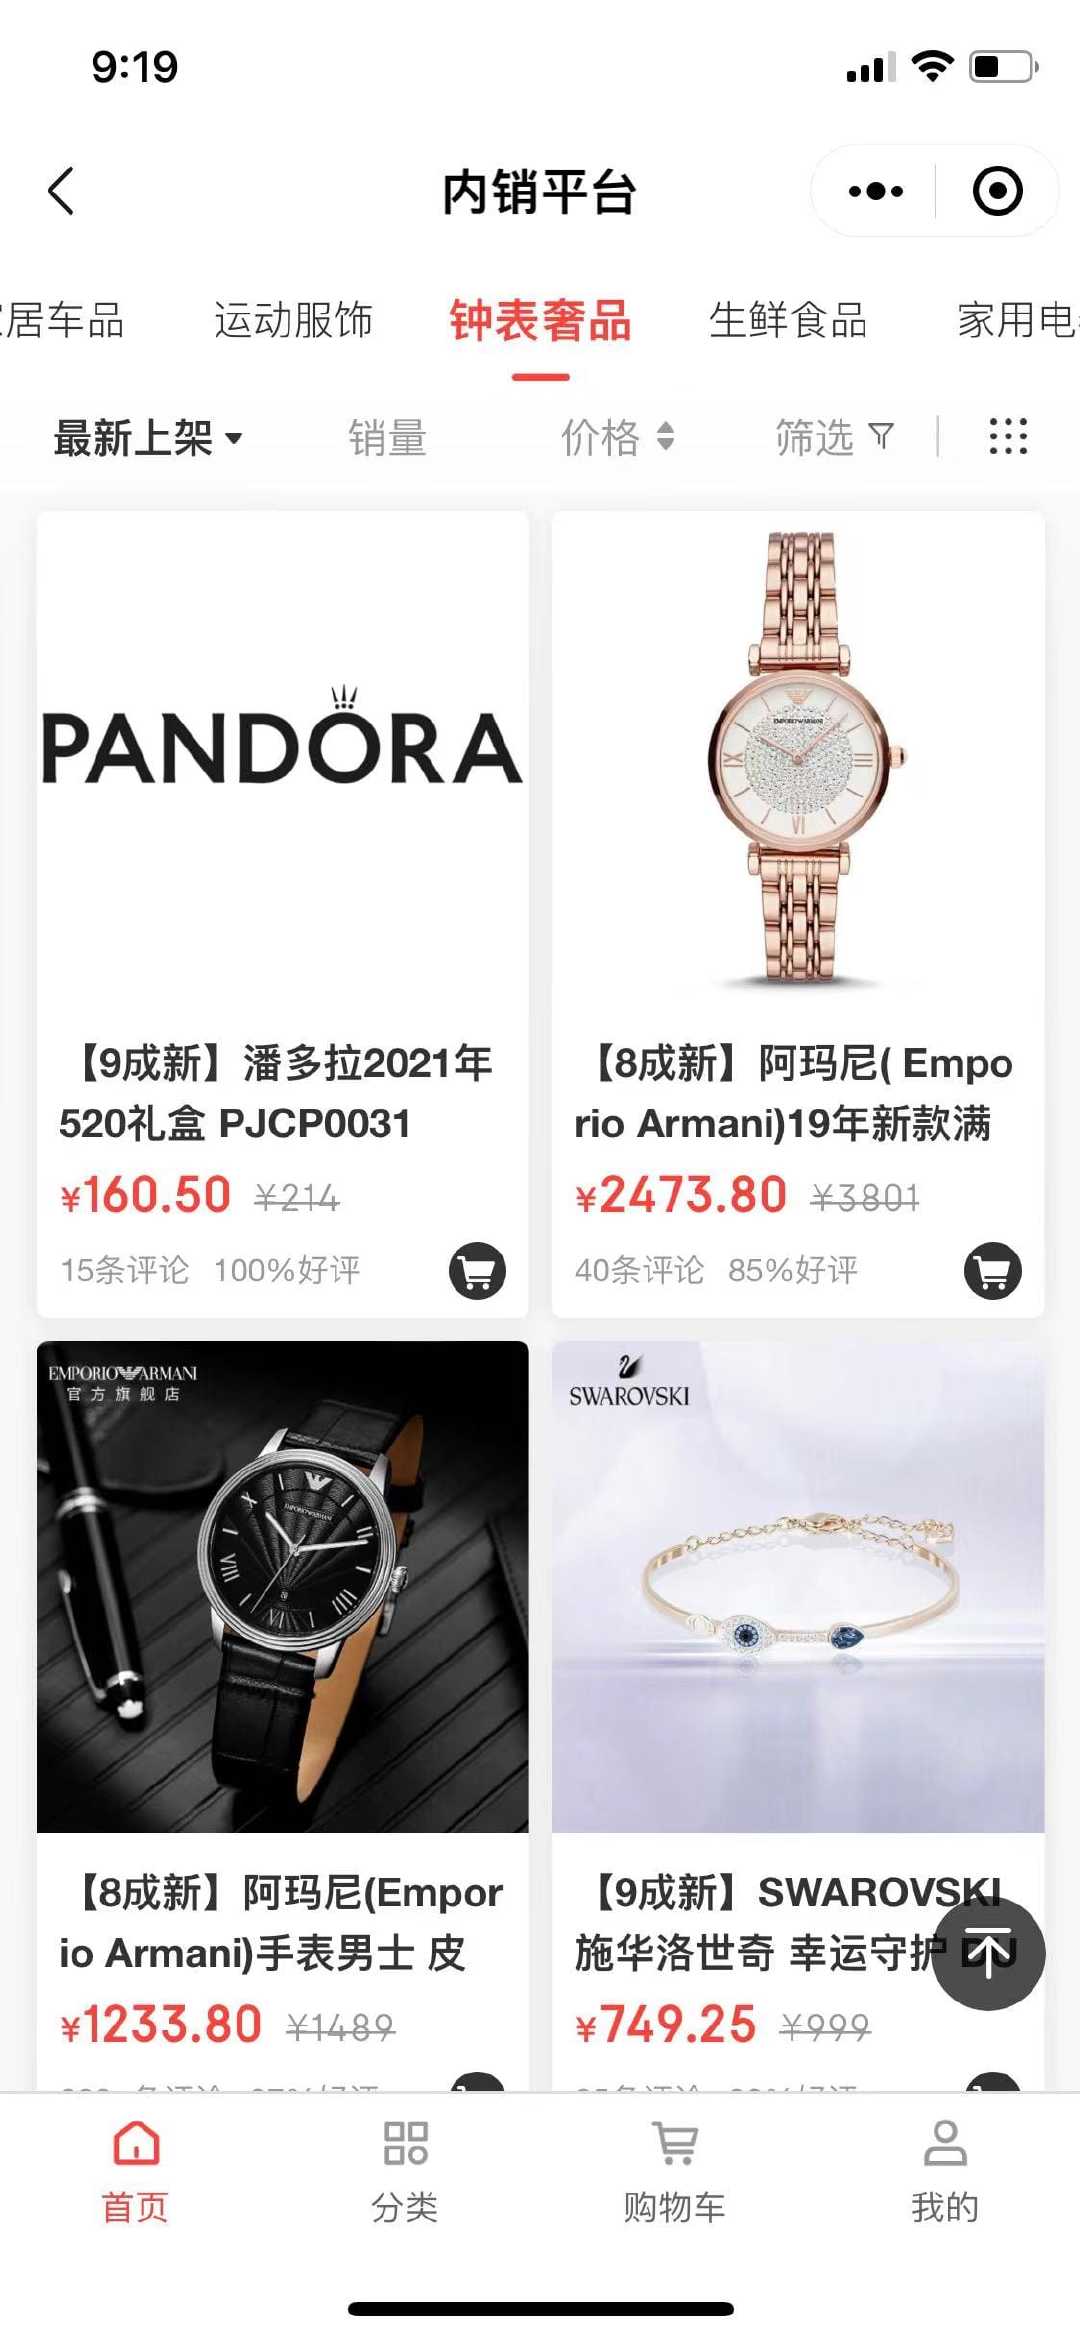 9:19
内销平台
居车品
运动服饰
钟表奢品
生鲜食品
家用电
最新上架
销量
价格
筛选
PANDORA
EMPORIO ARMANI
【9成新】潘多拉2021年
520礼盒 PJCP0031
¥160.50 ¥214
15条评论 100%好评
【8成新】阿玛尼( Empo
rio Armani)19年新款满
¥2473.80 ¥3801
40条评论 85%好评
EMPORIO ARMANI
官方旗舰店
EMPORIO ARMANI
SWAROVSKI
【8成新】阿玛尼(Empor
io Armani)手表男士 皮
¥1233.80 ¥1489
【9成新】SWAROVSKI
施华洛世奇 幸运守护 DU
¥749.25 ¥999
首页
分类
购物车
我的